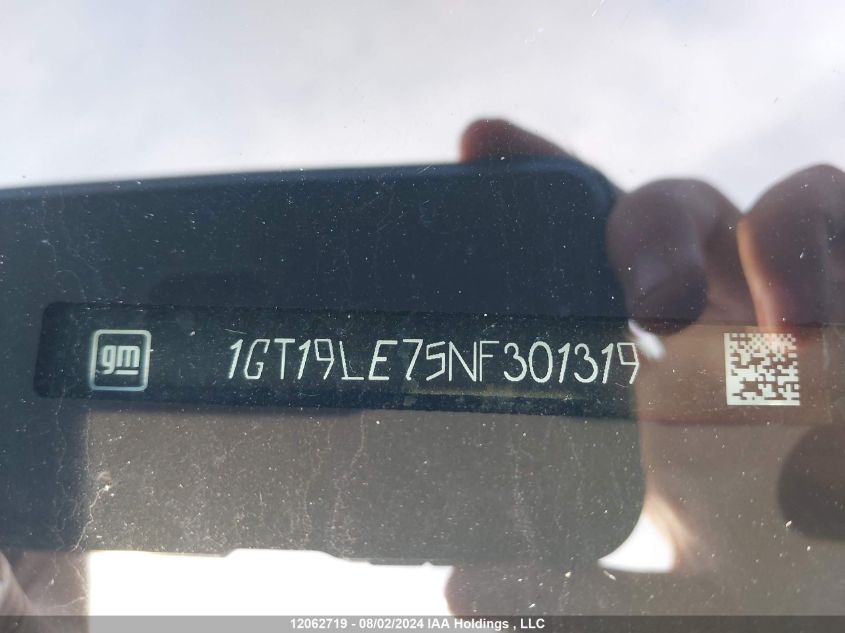 gm 1GT19LE75NF301319
12062719 - 08/02/2024 IAA Holdings , LLC